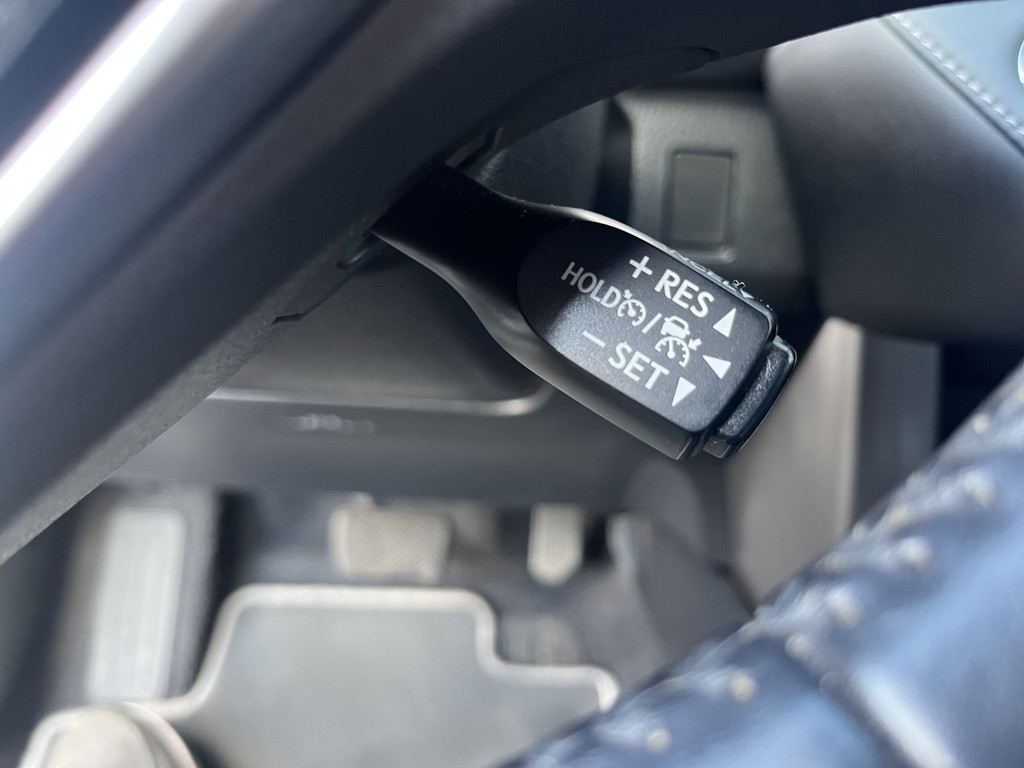 + RES
HOLD /
− SET